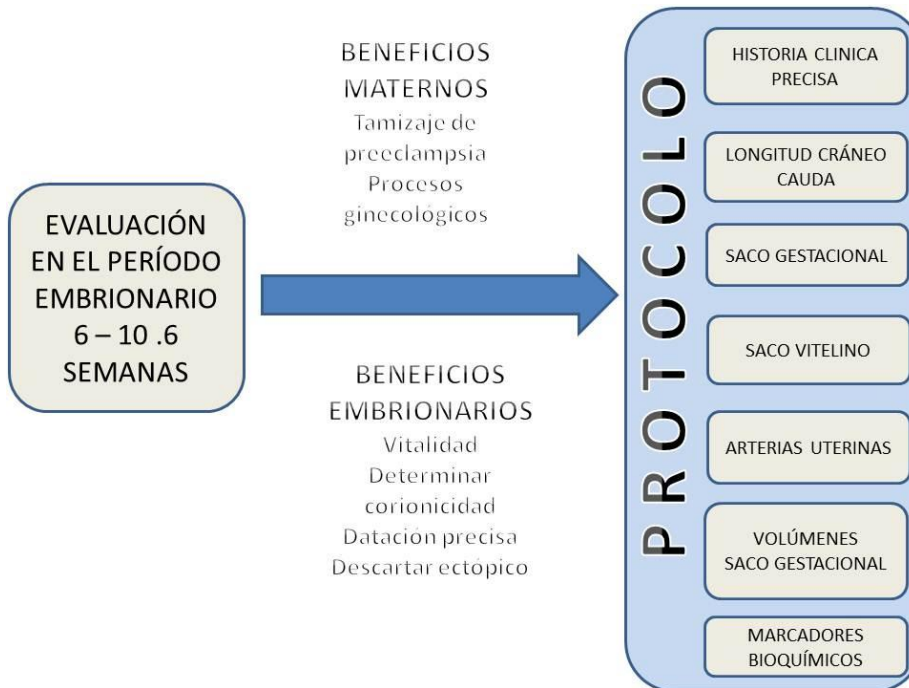 EVALUACIÓN
EN EL PERÍODO
EMBRIONARIO
6 – 10 .6
SEMANAS
BENEFICIOS
MATERNOS
Tamizaje de
preeclampsia
Procesos
ginecológicos
BENEFICIOS
EMBRIONARIOS
Vitalidad
Determinar
corionicidad
Datación precisa
Descartar ectópico
PROTOCOLO
HISTORIA CLINICA
PRECISA
LONGITUD CRÁNEO
CAUDA
SACO GESTACIONAL
SACO VITELINO
ARTERIAS UTERINAS
VOLÚMENES
SACO GESTACIONAL
MARCADORES
BIOQUÍMICOS